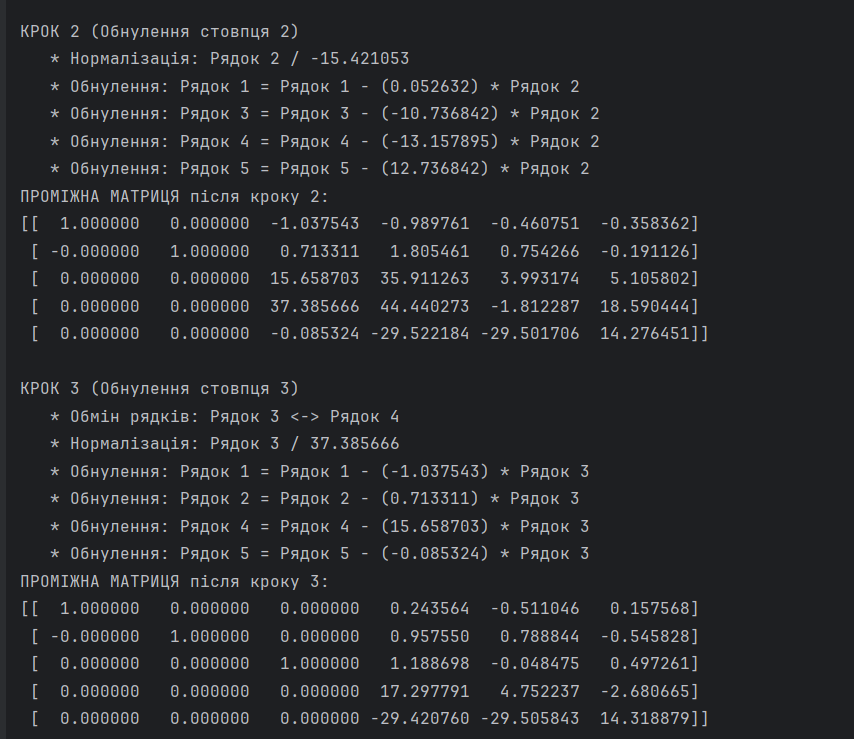 КРОК 2 (Обнулення стовпця 2)
* Нормалізація: Рядок 2 / -15.421053
* Обнулення: Рядок 1 = Рядок 1 - (0.052632) * Рядок 2
* Обнулення: Рядок 3 = Рядок 3 - (-10.736842) * Рядок 2
* Обнулення: Рядок 4 = Рядок 4 - (-13.157895) * Рядок 2
* Обнулення: Рядок 5 = Рядок 5 - (12.736842) * Рядок 2
ПРОМІЖНА МАТРИЦЯ після кроку 2:
[[  1.000000   0.000000  -1.037543  -0.989761  -0.460751  -0.358362]
[ -0.000000   1.000000   0.713311   1.805461   0.754266  -0.191126]
[  0.000000   0.000000  15.658703  35.911263   3.993174   5.105802]
[  0.000000   0.000000  37.385666  44.440273  -1.812287  18.590444]
[  0.000000   0.000000  -0.085324 -29.522184 -29.501706  14.276451]]
КРОК 3 (Обнулення стовпця 3)
* Обмін рядків: Рядок 3 <-> Рядок 4
* Нормалізація: Рядок 3 / 37.385666
* Обнулення: Рядок 1 = Рядок 1 - (-1.037543) * Рядок 3
* Обнулення: Рядок 2 = Рядок 2 - (0.713311) * Рядок 3
* Обнулення: Рядок 4 = Рядок 4 - (15.658703) * Рядок 3
* Обнулення: Рядок 5 = Рядок 5 - (-0.085324) * Рядок 3
ПРОМІЖНА МАТРИЦЯ після кроку 3:
[[  1.000000   0.000000   0.000000   0.243564  -0.511046   0.157568]
[ -0.000000   1.000000   0.000000   0.957550   0.788844  -0.545828]
[  0.000000   0.000000   1.000000   1.188698  -0.048475   0.497261]
[  0.000000   0.000000   0.000000  17.297791   4.752237  -2.680665]
[  0.000000   0.000000   0.000000 -29.420760 -29.505843  14.318879]]